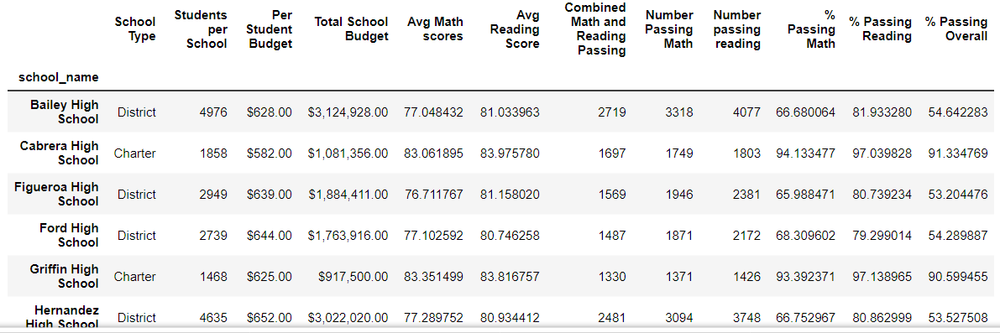 School Type Students per School Per Student Budget Total School Budget Avg Math scores Avg Reading Score Combined Math and Reading Passing Number Passing Math Number passing reading % Passing Math % Passing Reading % Passing Overall
school_name
Bailey High School District 4976 $628.00 $3,124,928.00 77.048432 81.033963 2719 3318 4077 66.680064 81.933280 54.642283
Cabrera High School Charter 1858 $582.00 $1,081,356.00 83.061895 83.975780 1697 1749 1803 94.133477 97.039828 91.334769
Figueroa High School District 2949 $639.00 $1,884,411.00 76.711767 81.158020 1569 1946 2381 65.988471 80.739234 53.204476
Ford High School District 2739 $644.00 $1,763,916.00 77.102592 80.746258 1487 1871 2172 68.309602 79.299014 54.289887
Griffin High School Charter 1468 $625.00 $917,500.00 83.351499 83.816757 1330 1371 1426 93.392371 97.138965 90.599455
Hernandez High School District 4635 $652.00 $3,022,020.00 77.289752 80.934412 2481 3094 3748 66.752967 80.862999 53.527508